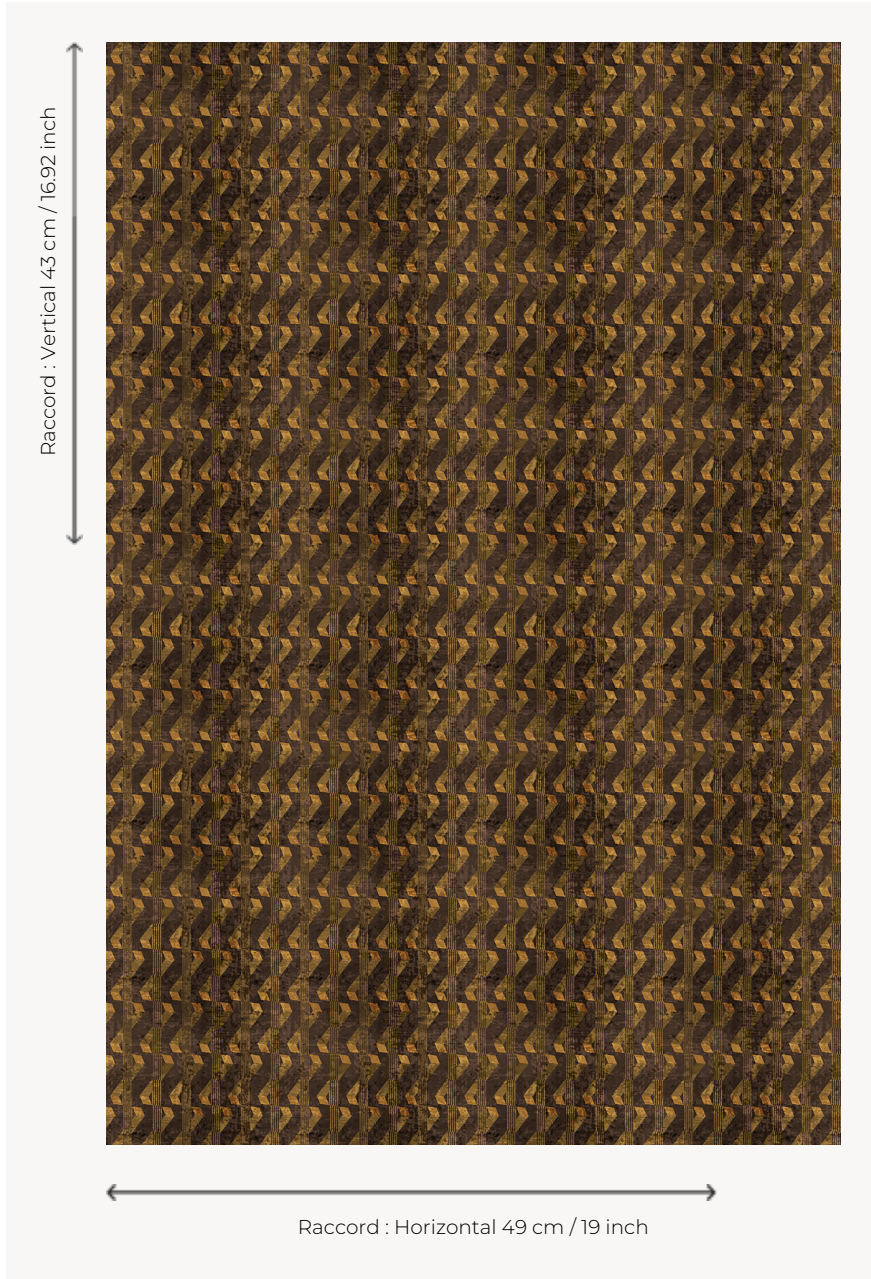 Raccord : Vertical 43 cm / 16.92 inch
Raccord : Horizontal 49 cm / 19 inch